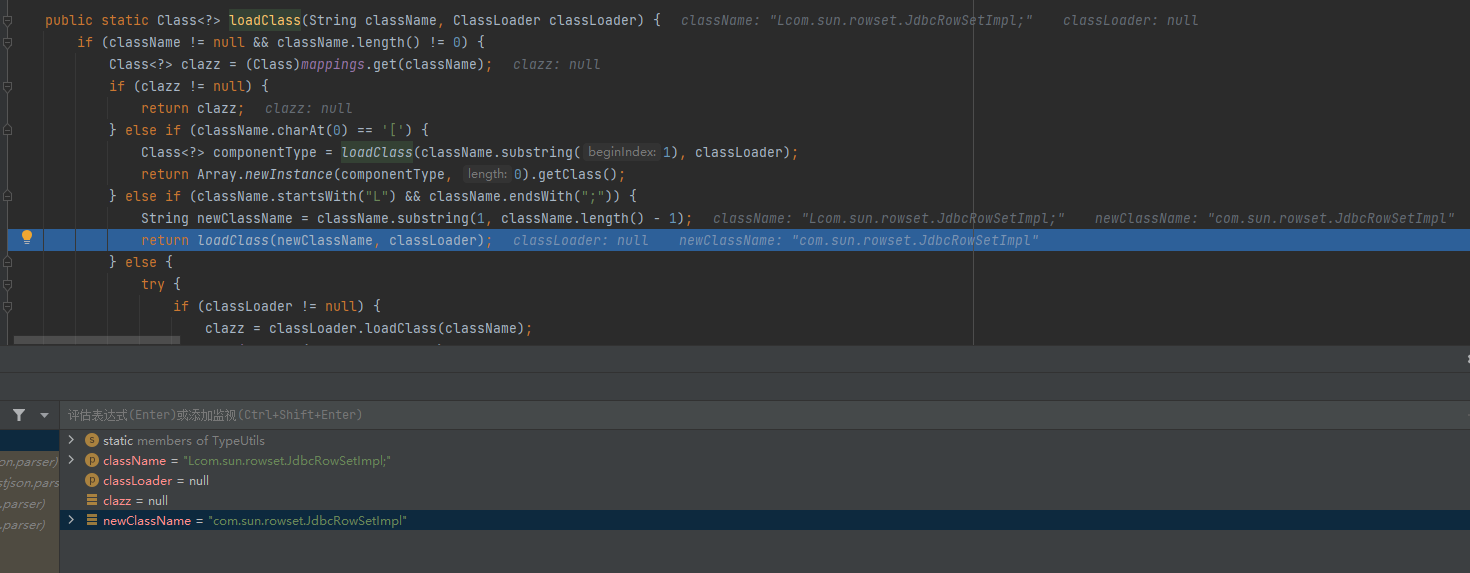 public static Class<?> loadClass(String className, ClassLoader classLoader) { className: "Lcom.sun.rowset.JdbcRowSetImpl;" classLoader: null
if (className != null && className.length() != 0) {
Class<?> clazz = (Class)mappings.get(className); clazz: null
if (clazz != null) {
return clazz; clazz: null
} else if (className.charAt(0) == '[') {
Class<?> componentType = loadClass(className.substring( beginIndex: 1), classLoader);
return Array.newInstance(componentType, length: 0).getClass();
} else if (className.startsWith("L") && className.endsWith(";")) {
String newClassName = className.substring(1, className.length() - 1); className: "Lcom.sun.rowset.JdbcRowSetImpl;" newClassName: "com.sun.rowset.JdbcRowSetImpl"
return loadClass(newClassName, classLoader); classLoader: null newClassName: "com.sun.rowset.JdbcRowSetImpl"
} else {
try {
if (classLoader != null) {
clazz = classLoader.loadClass(className);
评估表达式(Enter)或添加监视(Ctrl+Shift+Enter)
s static members of TypeUtils
on.parser) p className = "Lcom.sun.rowset.JdbcRowSetImpl;"
stjson.pars p classLoader = null
.parser) clazz = null
.parser) newClassName = "com.sun.rowset.JdbcRowSetImpl"